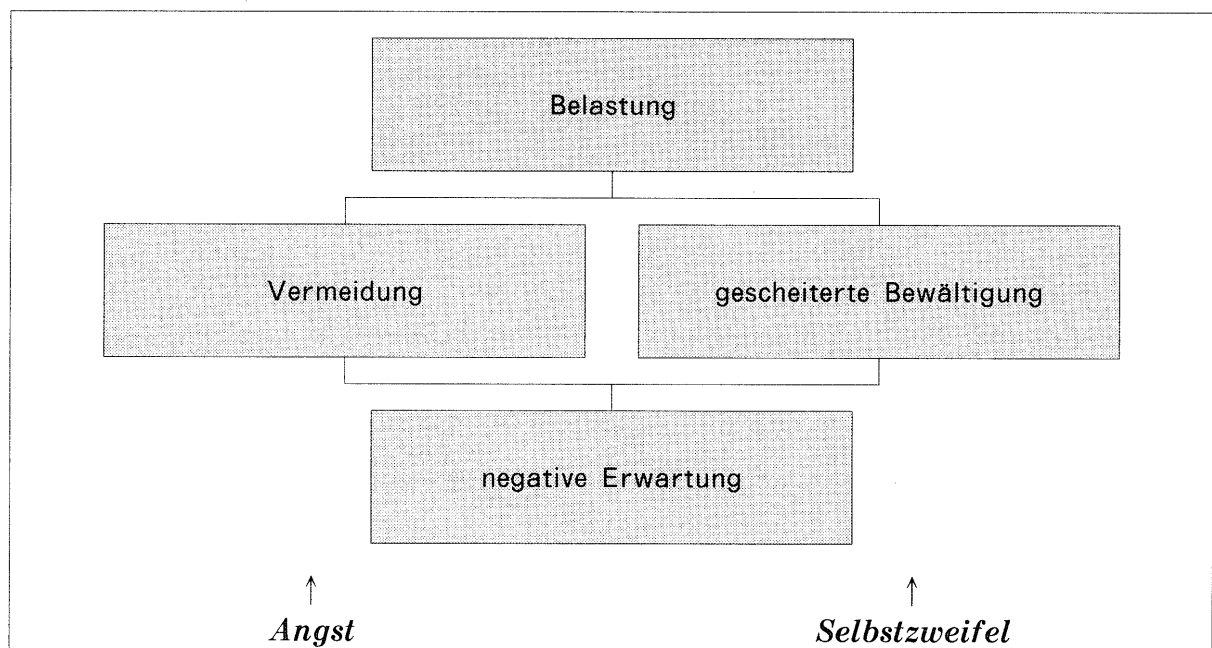 Belastung
Vermeidung
gescheiterte Bewältigung
negative Erwartung
Angst
Selbstzweifel